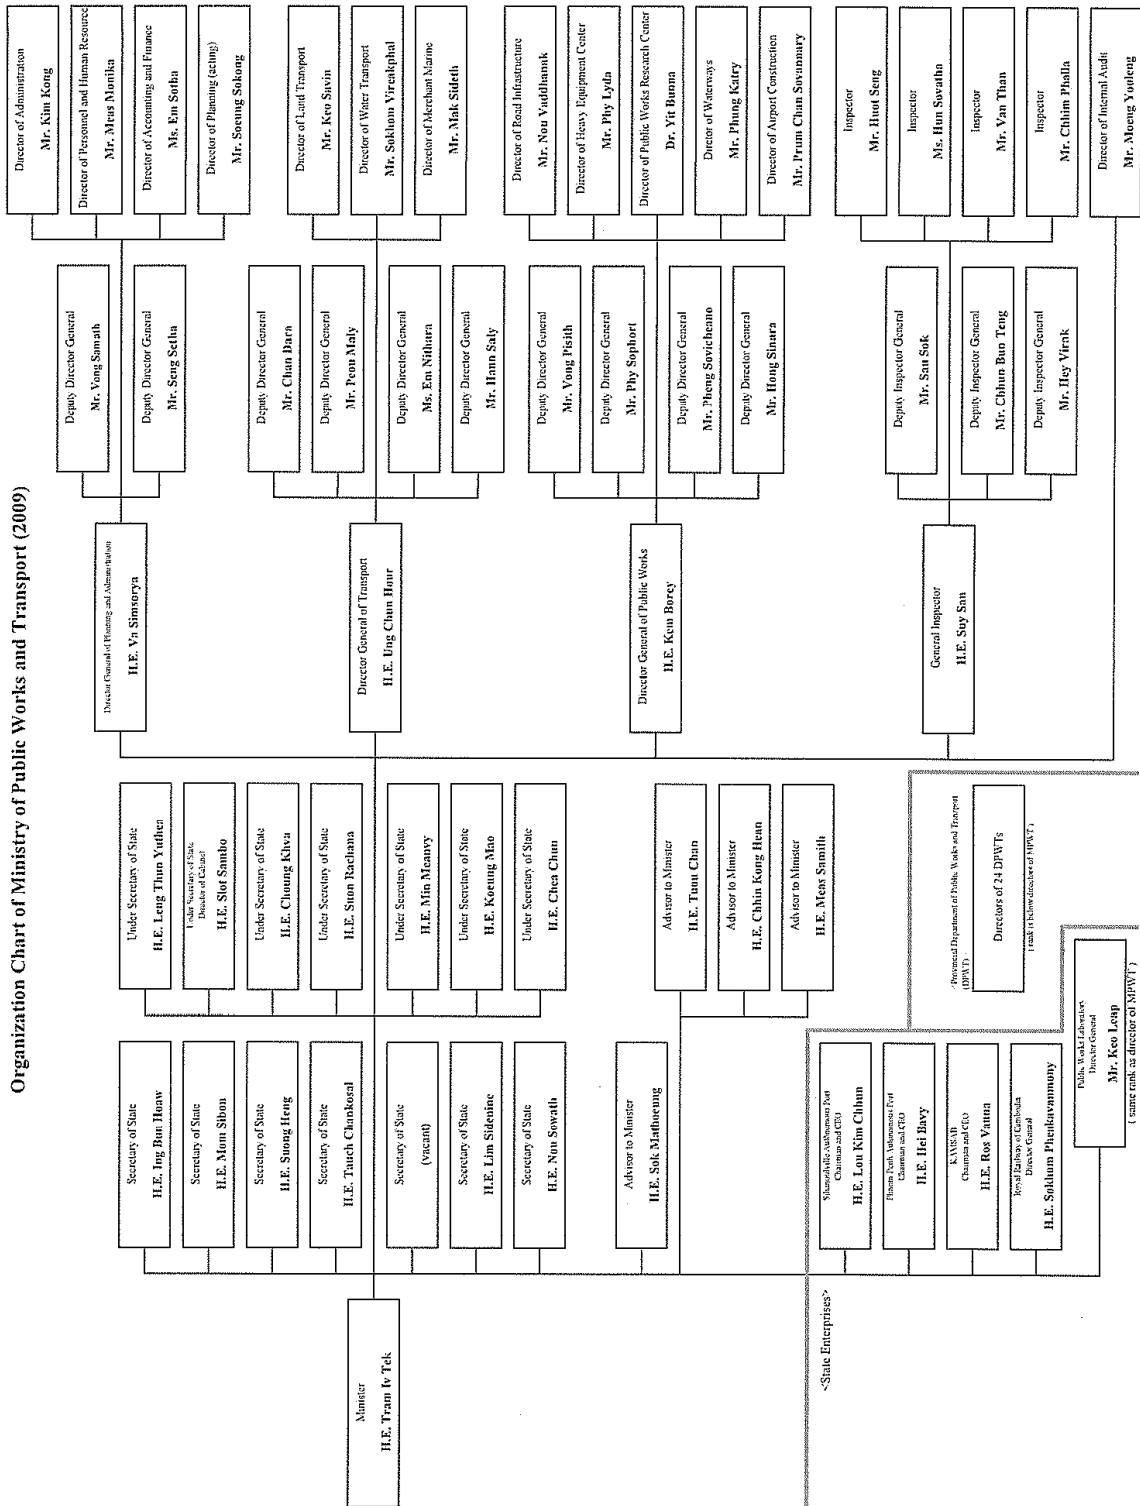 Organization Chart of Ministry of Public Works and Transport (2009)
Minister
H.E. Tram Iv Tek
Secretary of State
H.E. Ing Bun Hoaw
Secretary of State
H.E. Mom Sibon
Secretary of State
H.E. Suong Heng
Secretary of State
H.E. Tauch Chankosal
Secretary of State
(vacant)
Secretary of State
H.E. Lim Sidenine
Secretary of State
H.E. Nou Sowath
Advisor to Minister
H.E. Sok Mathoeung
<State Enterprises>
Sihanoukville Authonomous Port
Chairman and CEO
H.E. Lou Kim Chhun
Phnom Penh Autonomous Port
Chairman and CEO
H.E. Hei Bavy
KAMSAB
Chairman and CEO
H.E. Ros Vanna
Royal Railway of Cambodia
Director General
H.E. Sokhum Phenkavanmony
Public Works Laboratory
Director General
Mr. Keo Leap
( same rank as director of MPWT )
Under Secretary of State
H.E. Leng Thun Yuthea
Under Secretary of State
Director of Cabinet
H.E. Slot Sambo
Under Secretary of State
H.E. Choung Khva
Under Secretary of State
H.E. Suon Rachana
Under Secretary of State
H.E. Min Meanvy
Under Secretary of State
H.E. Koeung Mao
Under Secretary of State
H.E. Chea Chun
Advisor to Minister
H.E. Tuou Chan
Advisor to Minister
H.E. Chhin Kong Hean
Advisor to Minister
H.E. Meas Samith
<Provincial Department of Public Works and Transport
(DPWT)
Directors of 24 DPWTs
( rank is below directors of MPWT )
Director General of Planning and Administration
H.E. Va Simsorya
Director General of Transport
H.E. Ung Chun Hour
Director General of Public Works
H.E. Kem Borey
General Inspector
H.E. Suy San
Deputy Director General
Mr. Vong Samath
Deputy Director General
Mr. Seng Setha
Deputy Director General
Mr. Chan Dara
Deputy Director General
Mr. Peou Maly
Deputy Director General
Ms. Em Nithara
Deputy Director General
Mr. Hann Saly
Deputy Director General
Mr. Vong Pisith
Deputy Director General
Mr. Phy Sophort
Deputy Director General
Mr. Pheng Sovicheano
Deputy Director General
Mr. Hong Sinara
Deputy Inspector General
Mr. Sau Sok
Deputy Inspector General
Mr. Chhun Bun Teng
Deputy Inspector General
Mr. Hey Virak
Director of Administration
Mr. Kim Kong
Director of Personnel and Human Resource
Mr. Meas Monika
Director of Accounting and Finance
Ms. Em Sotha
Director of Planning (acting)
Mr. Soeung Sokong
Director of Land Transport
Mr. Keo Savin
Director of Water Transport
Mr. Sokhom Vireakphal
Director of Merchant Marine
Mr. Mak Sideth
Director of Road Infrastructure
Mr. Nou Vaddhanak
Director of Heavy Equipment Center
Mr. Phy Lyda
Director of Public Works Research Center
Dr. Yit Bunna
Director of Waterways
Mr. Phung Katry
Director of Airport Construction
Mr. Prum Chan Sovannary
Inspector
Mr. Huot Seng
Inspector
Ms. Hun Sovatha
Inspector
Mr. Van Than
Inspector
Mr. Chhim Phalla
Director of Internal Audit
Mr. Moeng Yooleng